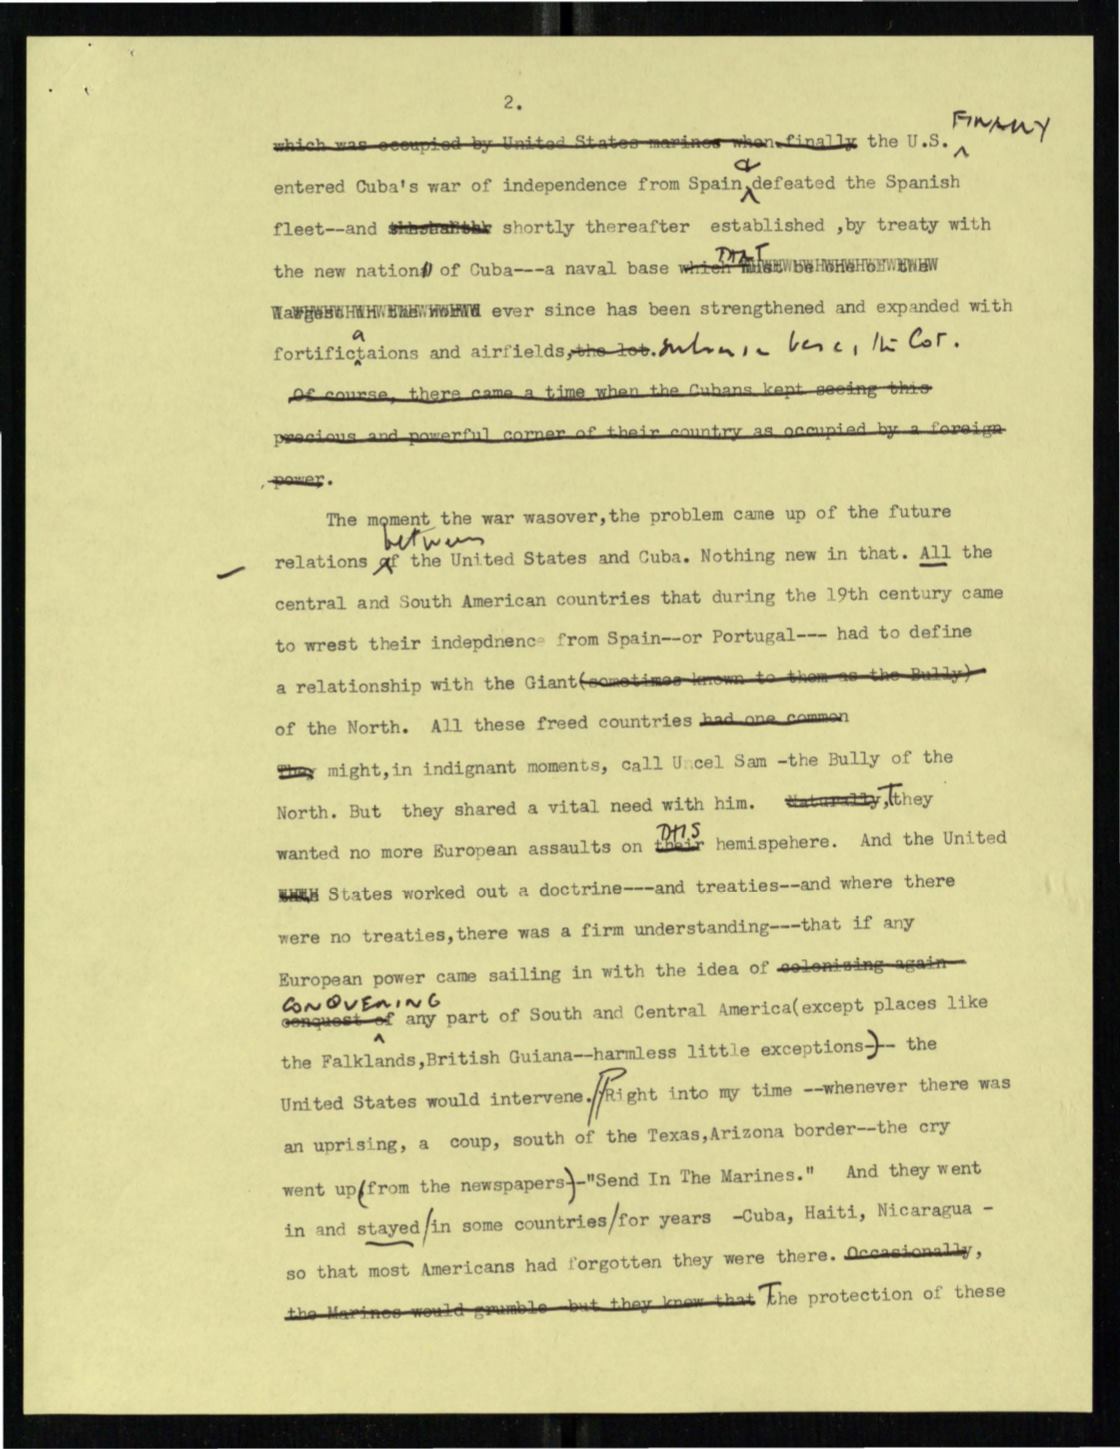 2.
which was occupied by United States marines when finally the U.S. FINALLY
entered Cuba's war of independence from Spain, & defeated the Spanish
fleet--and shortly thereafter established ,by treaty with
the new nation of Cuba---a naval base which THAT must be one of the
largest in the world ever since has been strengthened and expanded with
fortifictaaions and airfields,the lot. submarine base, the lot.
Of course, there came a time when the Cubans kept seeing this
precious and powerful corner of their country as occupied by a foreign
power.
The moment the war wasover,the problem came up of the future
between
relations of the United States and Cuba. Nothing new in that. All the
central and South American countries that during the 19th century came
to wrest their indepdnence from Spain--or Portugal--- had to define
a relationship with the Giant(sometimes known to them as the Bully)
of the North. All these freed countries had one common
They might,in indignant moments, call Uncel Sam -the Bully of the
North. But they shared a vital need with him. Naturally, They
wanted no more European assaults on their THIS hemispehere. And the United
States worked out a doctrine---and treaties--and where there
were no treaties,there was a firm understanding---that if any
European power came sailing in with the idea of colonizing again
CONQUERING
conquest of any part of South and Central America(except places like
the Falklands,British Guiana--harmless little exceptions)-- the
United States would intervene.//Right into my time --whenever there was
an uprising, a coup, south of the Texas,Arizona border--the cry
went up(from the newspapers)-"Send In The Marines." And they went
in and stayed/in some countries/for years -Cuba, Haiti, Nicaragua -
so that most Americans had forgotten they were there. Occasionally,
the Marines would grumble but they knew that The protection of these